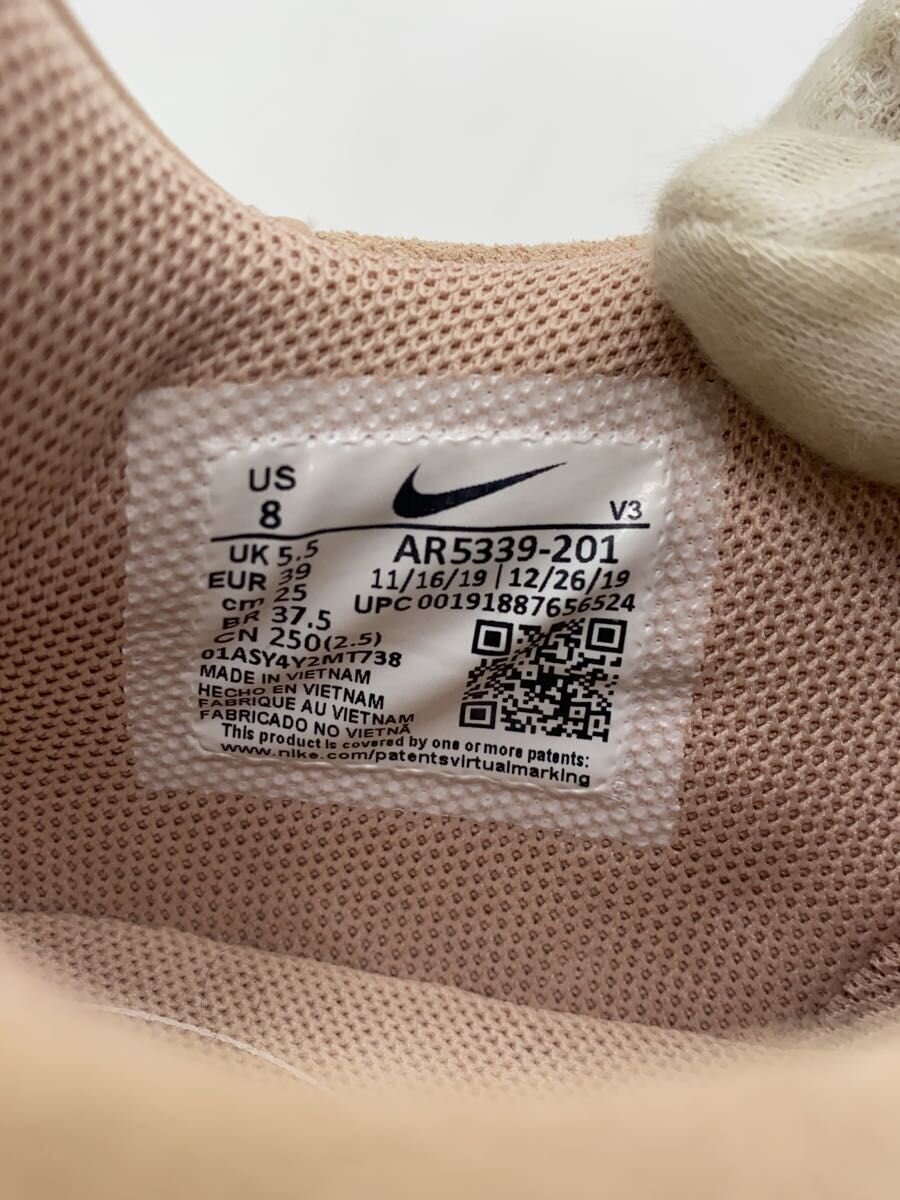 US
8
V3
UK 5.5
EUR 39
cm 25
BR 37.5
CN 250(2.5)
AR5339-201
11/16/19 | 12/26/19
UPC 00191887656524
01ASY4Y2MT738
MADE IN VIETNAM
HECHO EN VIETNAM
FABRIQUE AU VIETNAM
FABRICADO NO VIETNÃ
This product is covered by one or more patents:
www.nike.com/patentsvirtualmarking